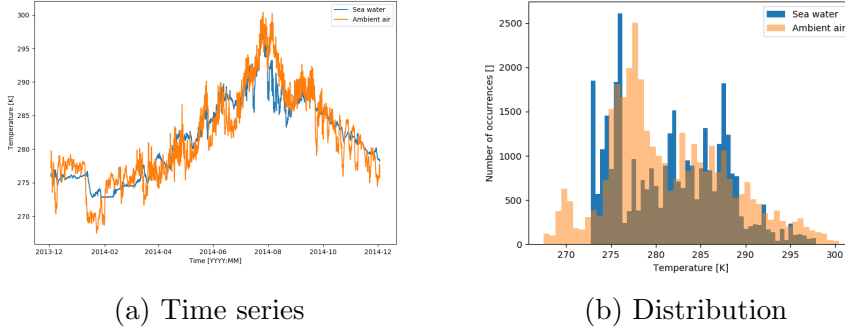 Sea water
Ambient air
300
295
290
285
280
275
270
Temperature [K]
2013-12
2014-02
2014-04
2014-06
2014-08
2014-10
2014-12
Time [YYYY:MM]
(a) Time series
Sea water
Ambient air
2500
2000
1500
1000
500
0
Number of occurrences []
270
275
280
285
290
295
300
Temperature [K]
(b) Distribution